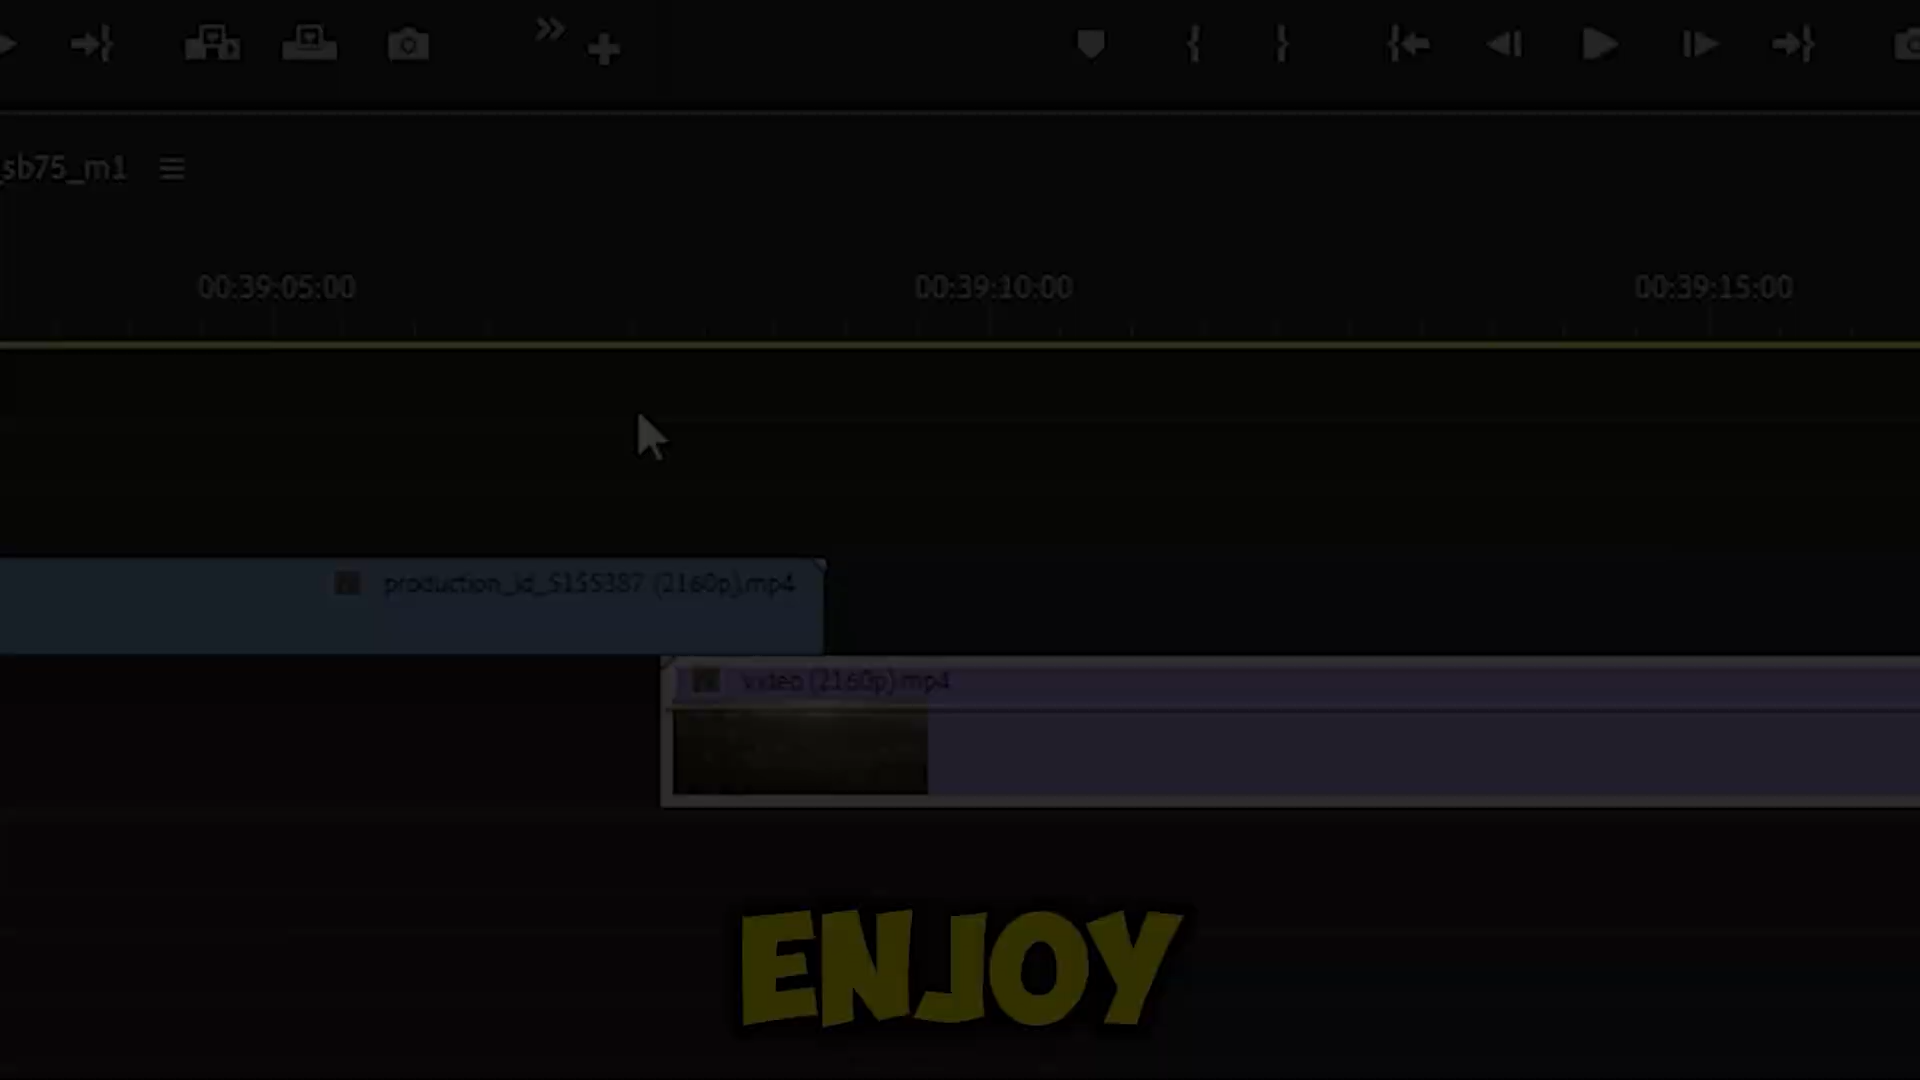 _sb75_m1
00:39:05:00 00:39:10:00 00:39:15:00
production_id_5155387 (2160p).mp4
video (2160p).mp4
ENJOY